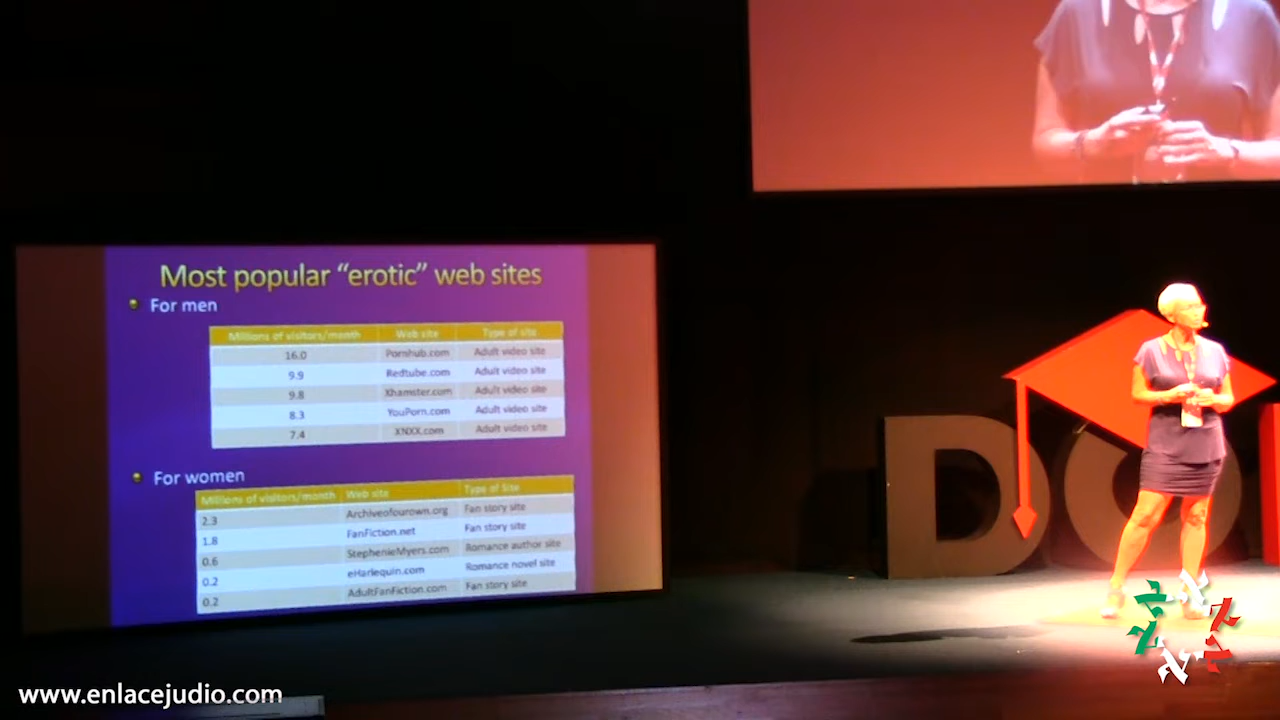 Most popular “erotic” web sites
For men
Millions of visitors/month Web site Type of site
16.0 Pornhub.com Adult video site
9.9 Redtube.com Adult video site
9.8 Xhamster.com Adult video site
8.3 YouPorn.com Adult video site
7.4 XNXX.com Adult video site
For women
Millions of visitors/month Web site Type of Site
2.3 Archiveofourown.org Fan story site
1.8 FanFiction.net Fan story site
0.6 StephenieMyers.com Romance author site
0.2 eHarlequin.com Romance novel site
0.2 AdultFanFiction.com Fan story site
DO
www.enlacejudio.com